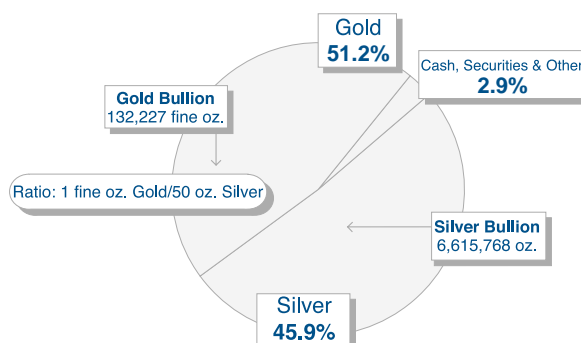 Gold
51.2%
Cash, Securities & Other
2.9%
Gold Bullion
132,227 fine oz.
Ratio: 1 fine oz. Gold/50 oz. Silver
Silver Bullion
6,615,768 oz.
Silver
45.9%